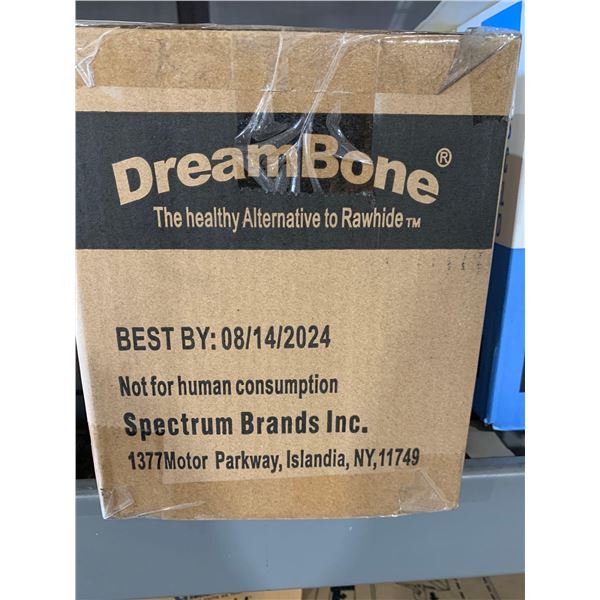 DreamBone®
The healthy Alternative to Rawhide™
BEST BY: 08/14/2024
Not for human consumption
Spectrum Brands Inc.
1377Motor Parkway, Islandia, NY,11749